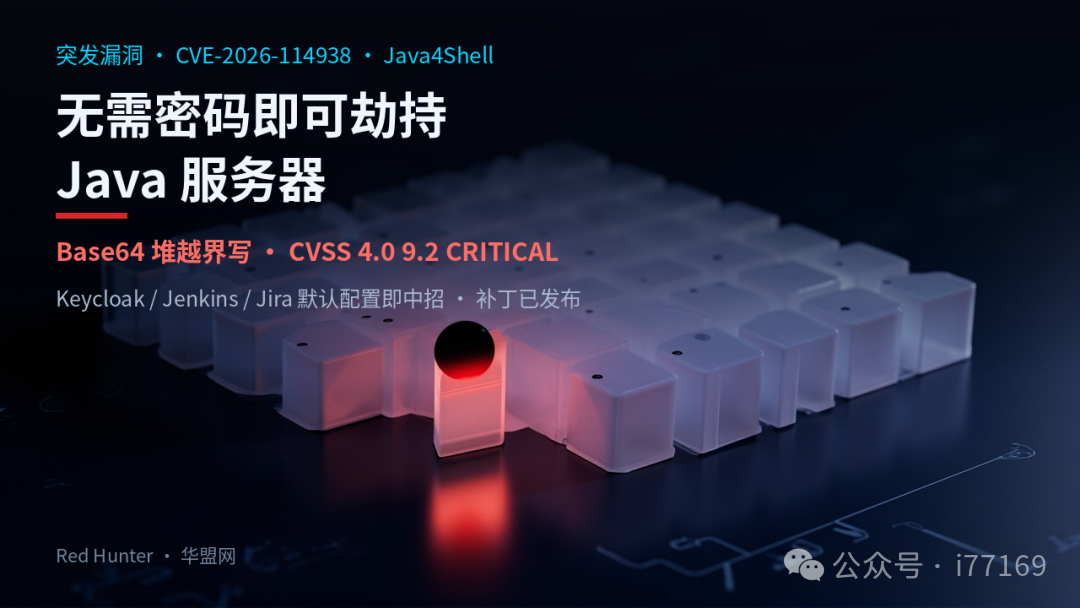 突发漏洞 · CVE-2026-114938 · Java4Shell
无需密码即可劫持
Java 服务器
Base64 堆越界写 · CVSS 4.0 9.2 CRITICAL
Keycloak / Jenkins / Jira 默认配置即中招 · 补丁已发布
Red Hunter · 华盟网
公众号 · i77169